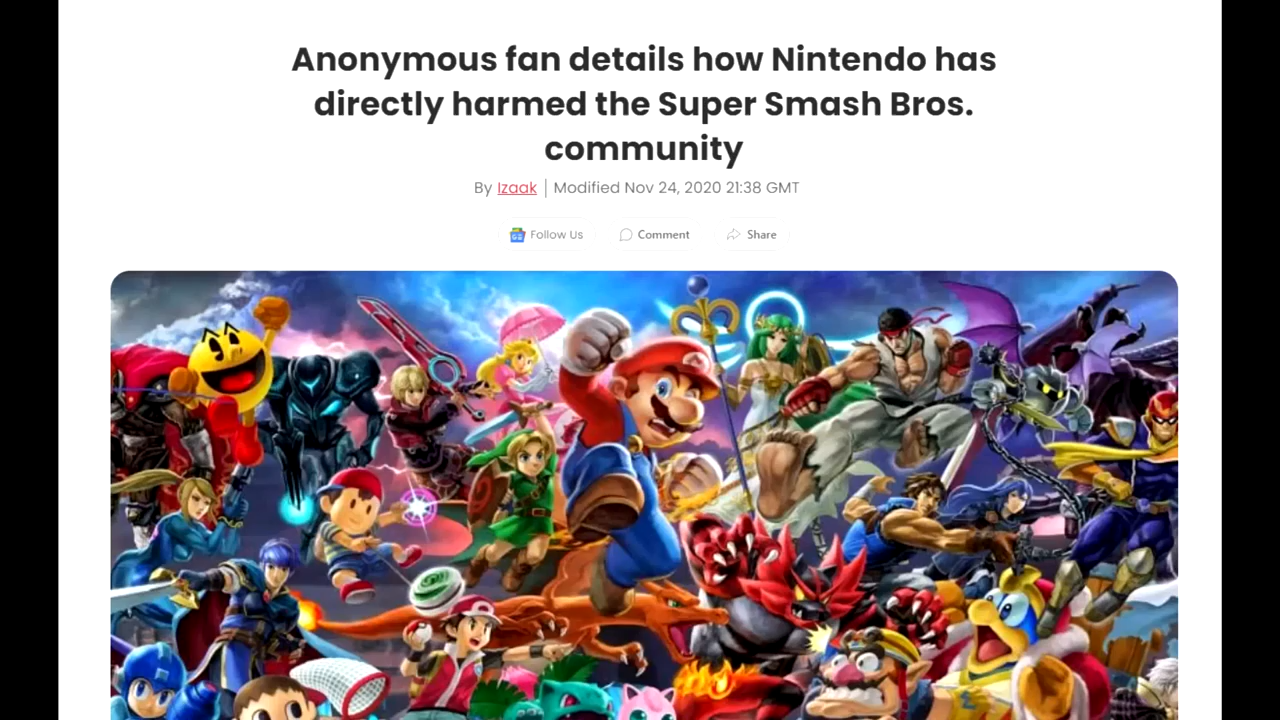 Anonymous fan details how Nintendo has
directly harmed the Super Smash Bros.
community
By Izaak | Modified Nov 24, 2020 21:38 GMT
Follow Us Comment Share